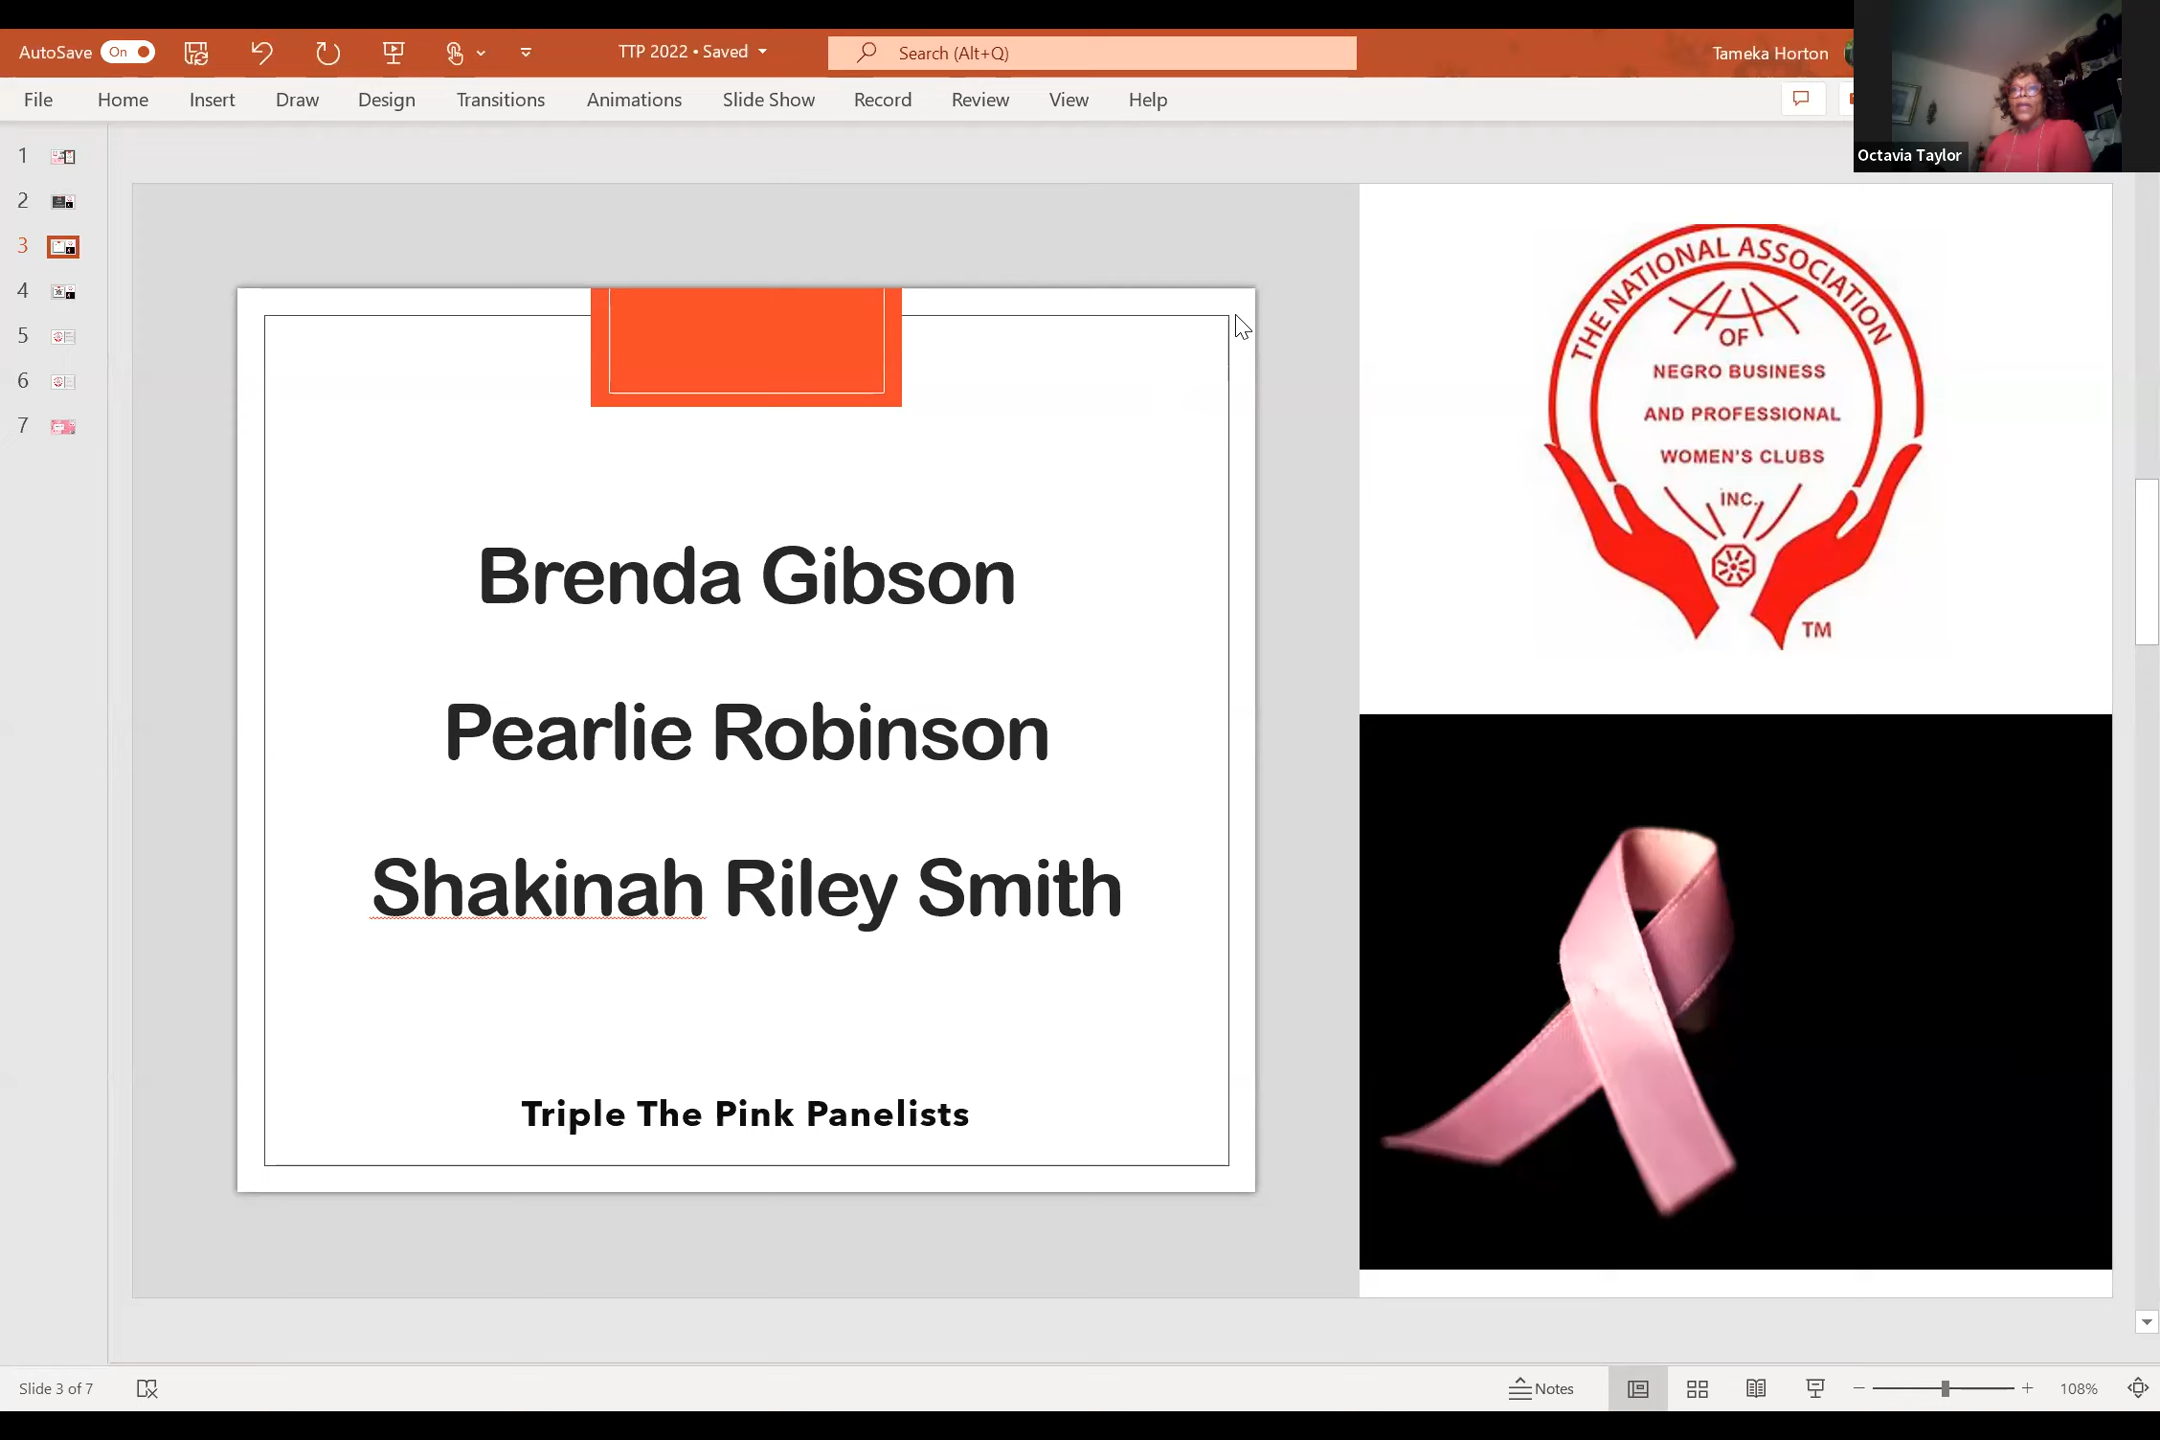 AutoSave On TTP 2022 • Saved Search (Alt+Q) Tameka Horton
File Home Insert Draw Design Transitions Animations Slide Show Record Review View Help
Octavia Taylor
1
2
3
4
5
6
7
Brenda Gibson
Pearlie Robinson
Shakinah Riley Smith
Triple The Pink Panelists
THE NATIONAL ASSOCIATION
OF
NEGRO BUSINESS
AND PROFESSIONAL
WOMEN'S CLUBS
INC.
TM
Slide 3 of 7 Notes 108%